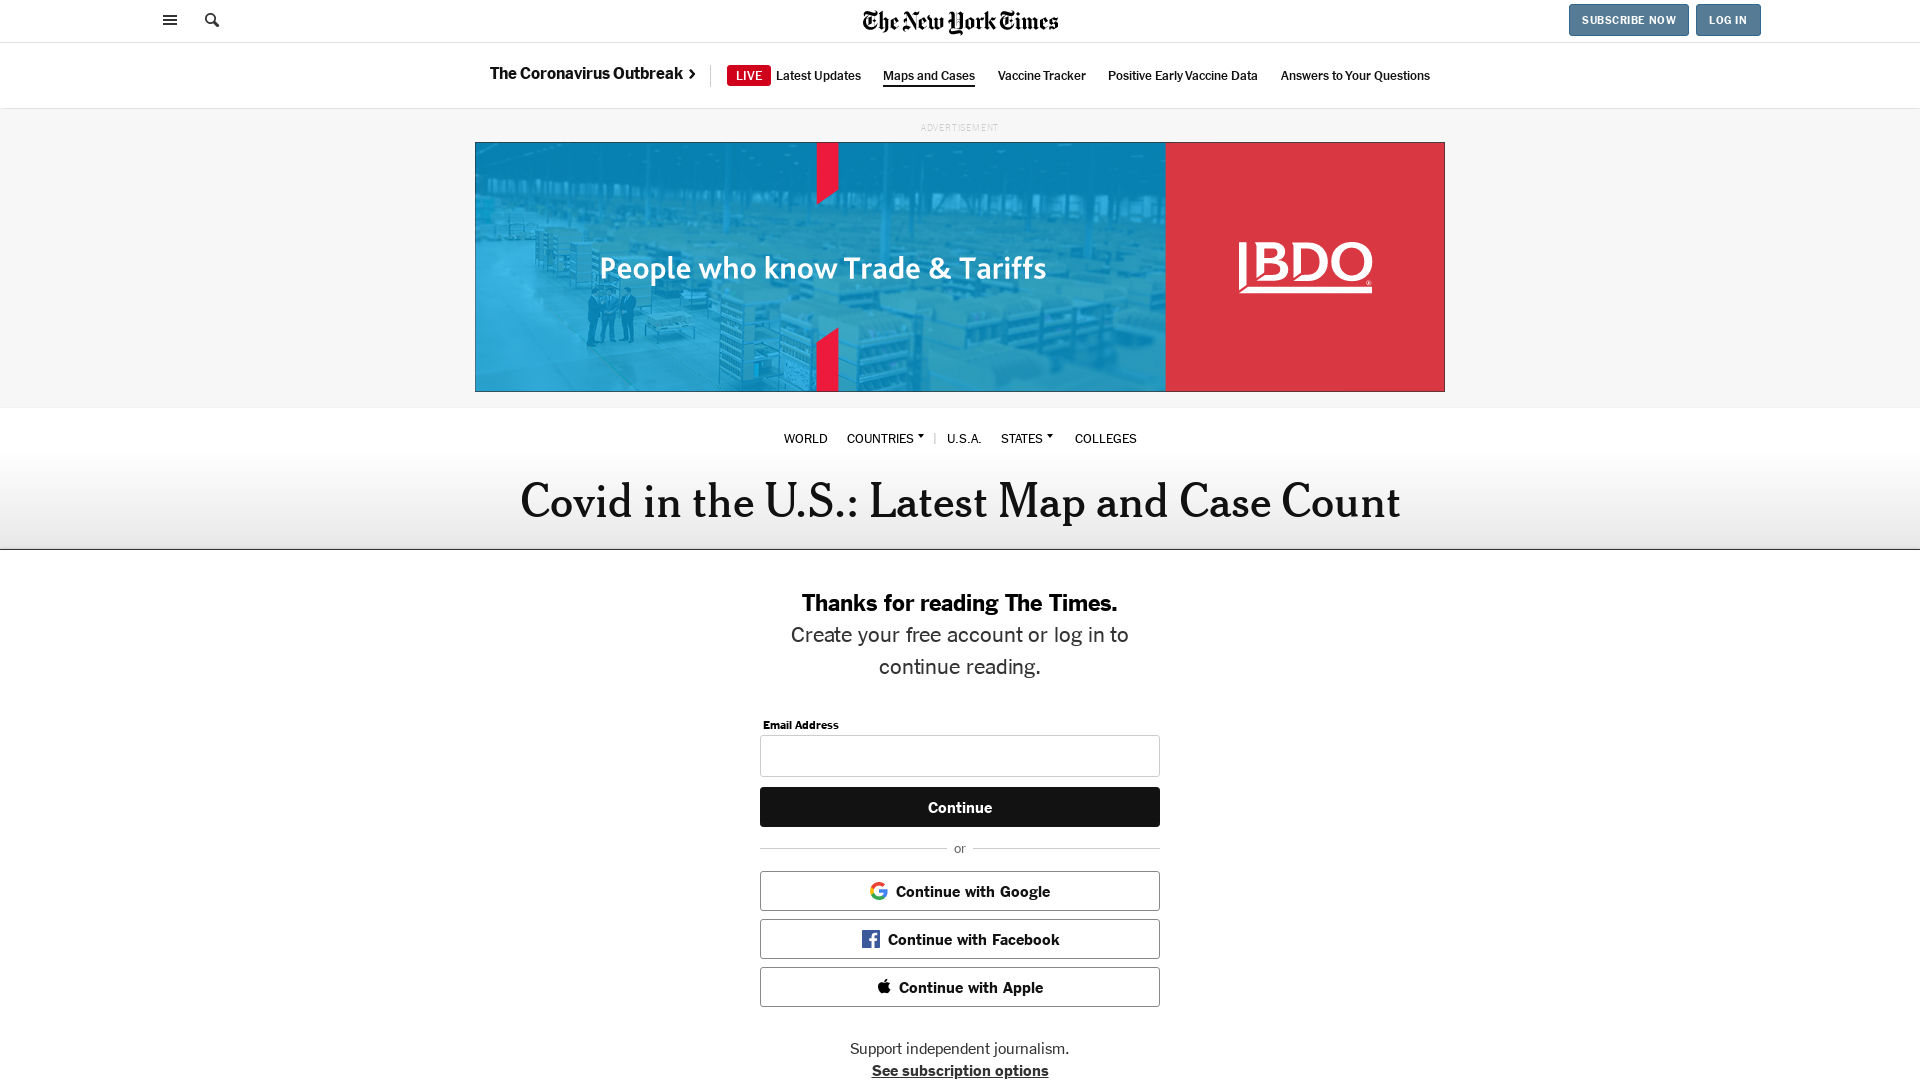 The New York Times
SUBSCRIBE NOW
LOG IN
The Coronavirus Outbreak
LIVE Latest Updates
Maps and Cases
Vaccine Tracker
Positive Early Vaccine Data
Answers to Your Questions
ADVERTISEMENT
People who know Trade & Tariffs
BDO®
WORLD
COUNTRIES
U.S.A.
STATES
COLLEGES
Covid in the U.S.: Latest Map and Case Count
Thanks for reading The Times.
Create your free account or log in to
continue reading.
Email Address
Continue
or
Continue with Google
Continue with Facebook
Continue with Apple
Support independent journalism.
See subscription options